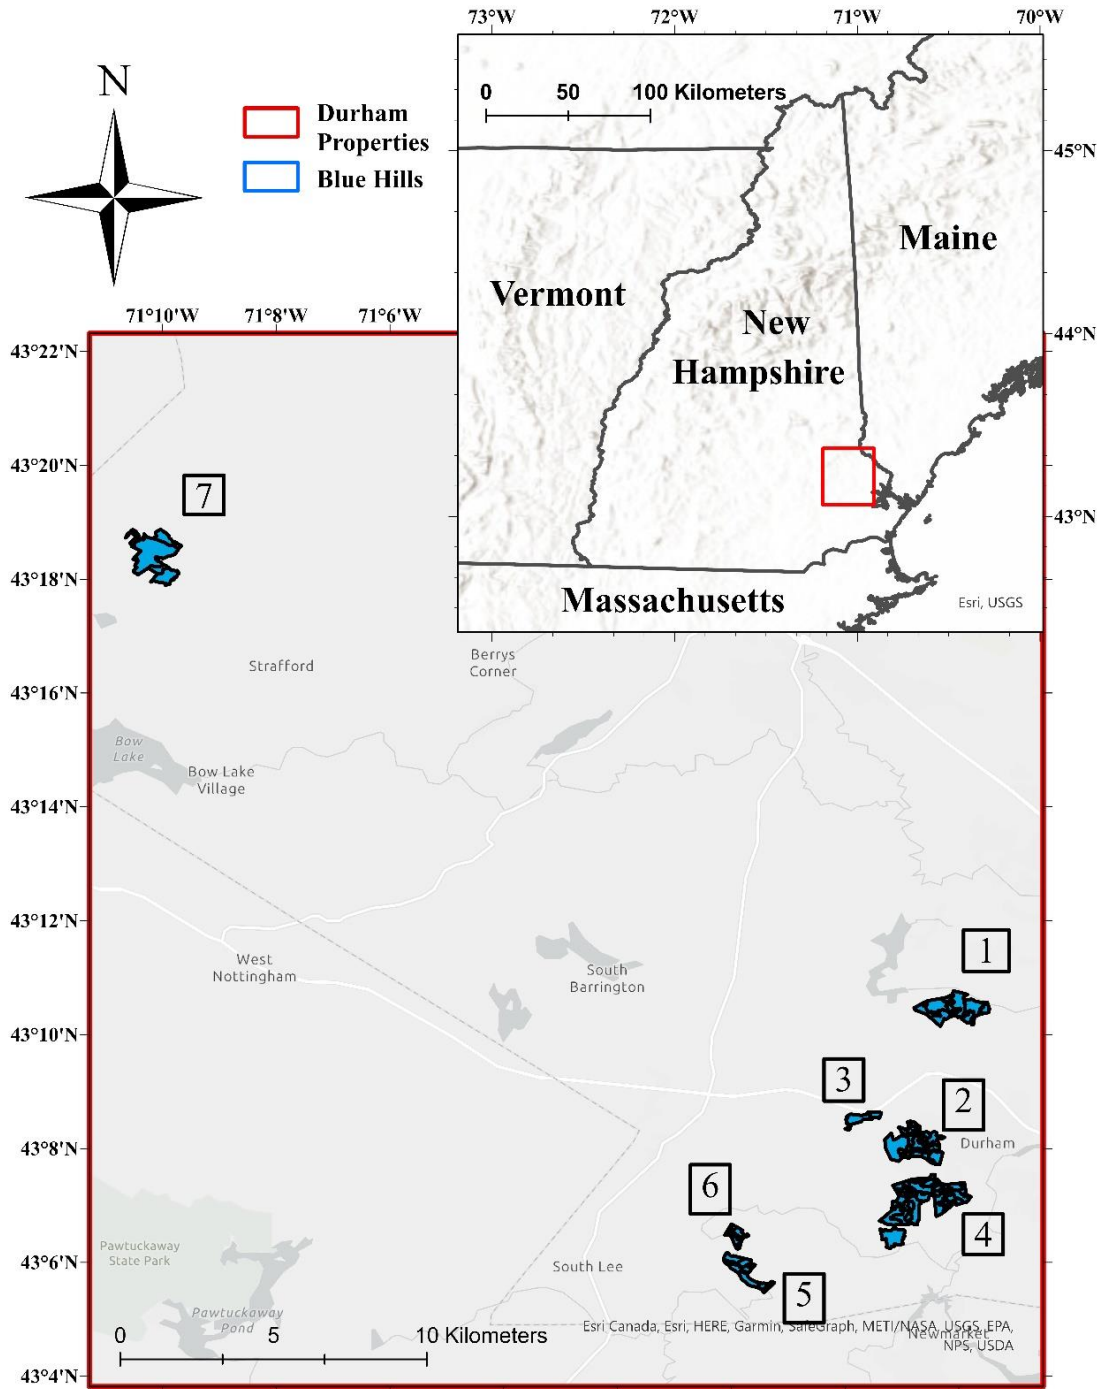 73°W 72°W 71°W 70°W
N
Durham
Properties
Blue Hills
0 50 100 Kilometers
45°N
44°N
43°N
Vermont
New
Hampshire
Maine
Massachusetts
Esri, USGS
71°10'W 71°8'W 71°6'W
43°22'N
43°20'N
43°18'N
43°16'N
43°14'N
43°12'N
43°10'N
43°8'N
43°6'N
43°4'N
7
Strafford
Berrys
Corner
Bow
Lake
Bow Lake
Village
West
Nottingham
South
Barrington
1
3
2
Durham
6
4
Pawtuckaway
State Park
South Lee
5
Pawtuckaway
Pond
Newmarket
0 5 10 Kilometers
Esri Canada, Esri, HERE, Garmin, SafeGraph, METI/NASA, USGS, EPA,
NPS, USDA